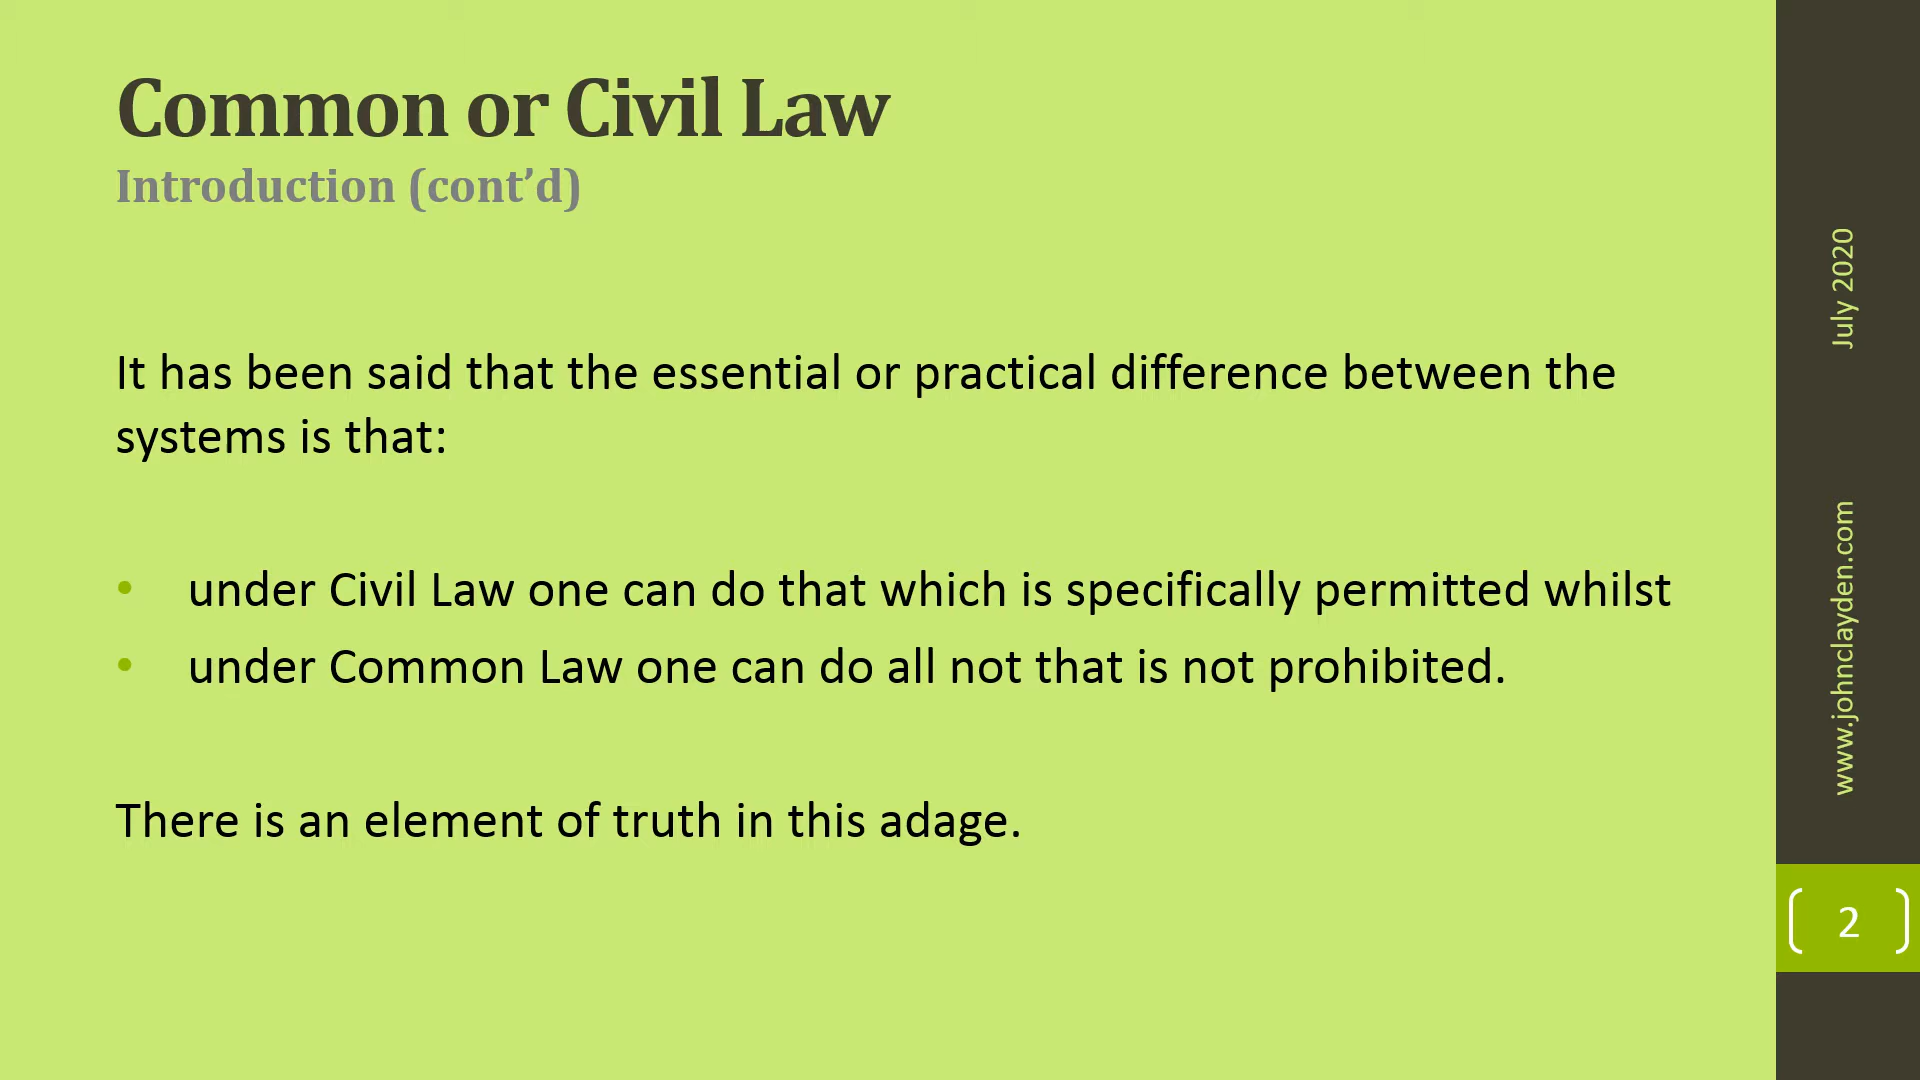 Common or Civil Law
Introduction (cont’d)
It has been said that the essential or practical difference between the
systems is that:
• under Civil Law one can do that which is specifically permitted whilst
• under Common Law one can do all not that is not prohibited.
There is an element of truth in this adage.
July 2020
www.johnclayden.com
2